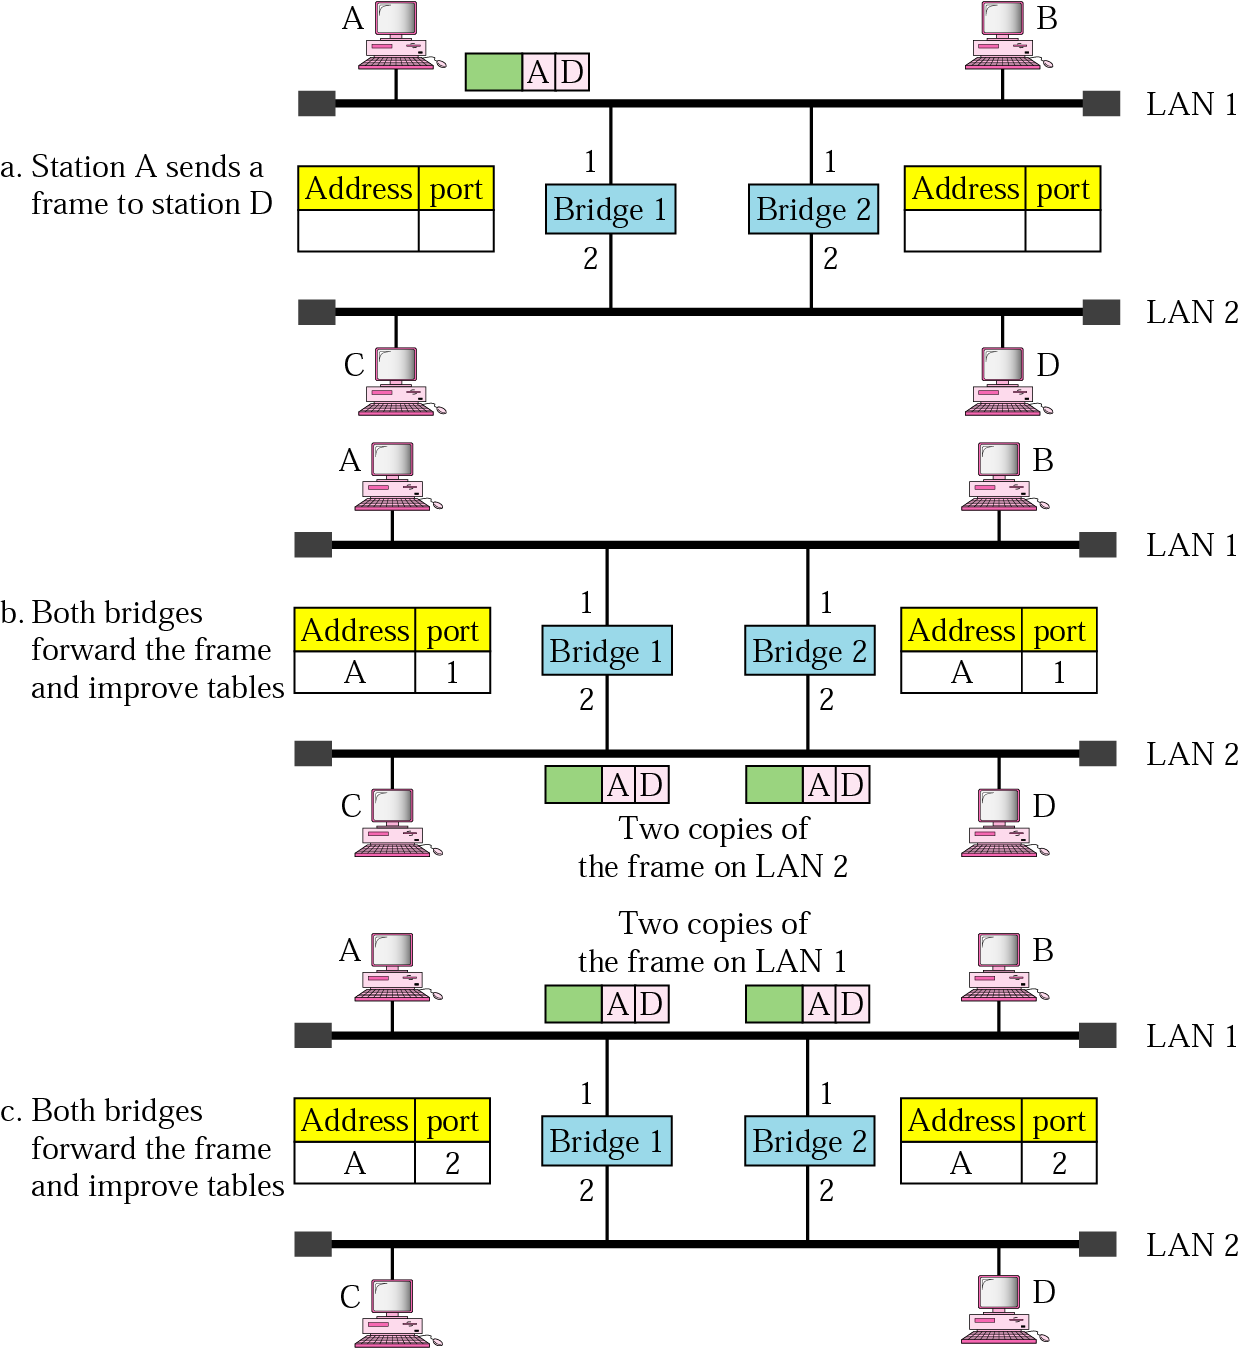 A
B
A D
LAN 1
a. Station A sends a
frame to station D
Address port
1
Bridge 1
2
1
Bridge 2
2
Address port
LAN 2
C
D
A
B
LAN 1
b. Both bridges
forward the frame
and improve tables
Address port
A 1
1
Bridge 1
2
1
Bridge 2
2
Address port
A 1
LAN 2
C
A D
A D
D
Two copies of
the frame on LAN 2
Two copies of
the frame on LAN 1
A
A D
A D
B
LAN 1
c. Both bridges
forward the frame
and improve tables
Address port
A 2
1
Bridge 1
2
1
Bridge 2
2
Address port
A 2
LAN 2
C
D